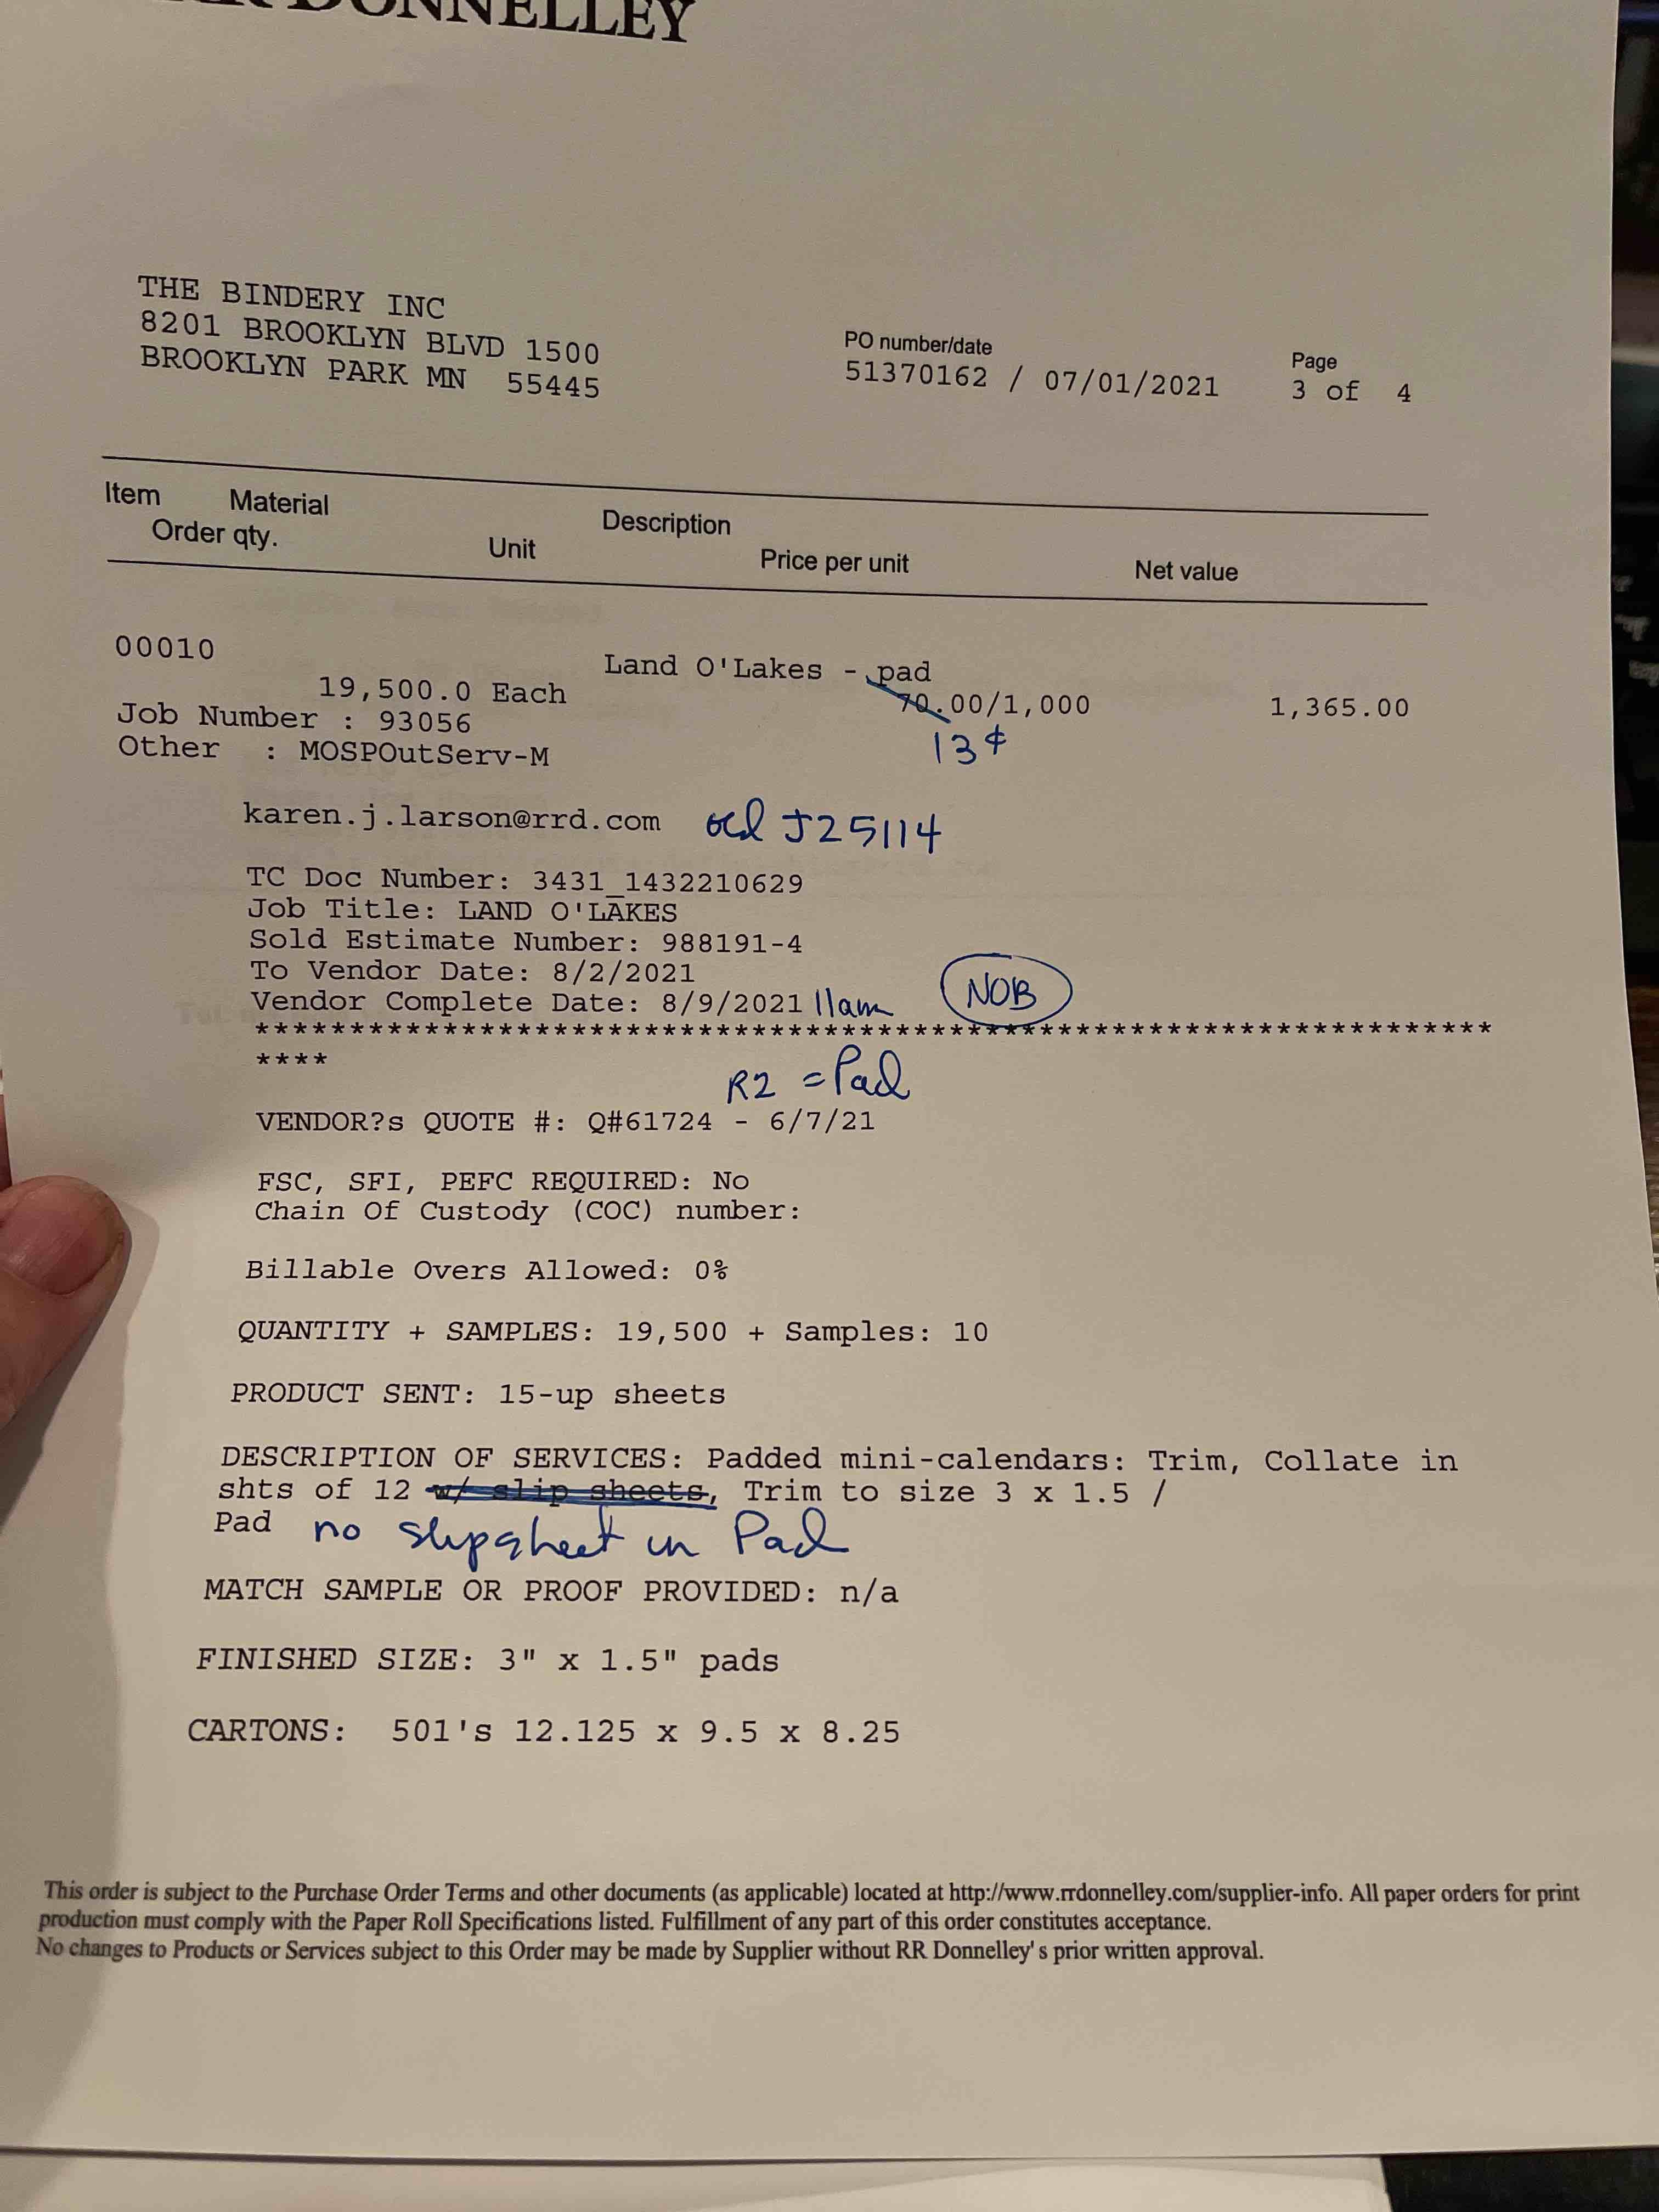 DONNELLEY
THE BINDERY INC
8201 BROOKLYN BLVD 1500
BROOKLYN PARK MN 55445
PO number/date
51370162 / 07/01/2021
Page
3 of 4
Item Material Description
Order qty. Unit Price per unit Net value
00010 Land O'Lakes - pad
19,500.0 Each 70.00/1,000 1,365.00
Job Number : 93056
13¢
Other : MOSPOutServ-M
karen.j.larson@rrd.com J25114
TC Doc Number: 3431_1432210629
Job Title: LAND O'LAKES
Sold Estimate Number: 988191-4
To Vendor Date: 8/2/2021
Vendor Complete Date: 8/9/2021 11am NOB
*********************************************************************
****
R2 = Pad
VENDOR?s QUOTE #: Q#61724 - 6/7/21
FSC, SFI, PEFC REQUIRED: No
Chain Of Custody (COC) number:
Billable Overs Allowed: 0%
QUANTITY + SAMPLES: 19,500 + Samples: 10
PRODUCT SENT: 15-up sheets
DESCRIPTION OF SERVICES: Padded mini-calendars: Trim, Collate in
shts of 12 w/ slip sheets, Trim to size 3 x 1.5 /
Pad no slipsheet in Pad
MATCH SAMPLE OR PROOF PROVIDED: n/a
FINISHED SIZE: 3" x 1.5" pads
CARTONS: 501's 12.125 x 9.5 x 8.25
This order is subject to the Purchase Order Terms and other documents (as applicable) located at http://www.rrdonnelley.com/supplier-info. All paper orders for print
production must comply with the Paper Roll Specifications listed. Fulfillment of any part of this order constitutes acceptance.
No changes to Products or Services subject to this Order may be made by Supplier without RR Donnelley's prior written approval.